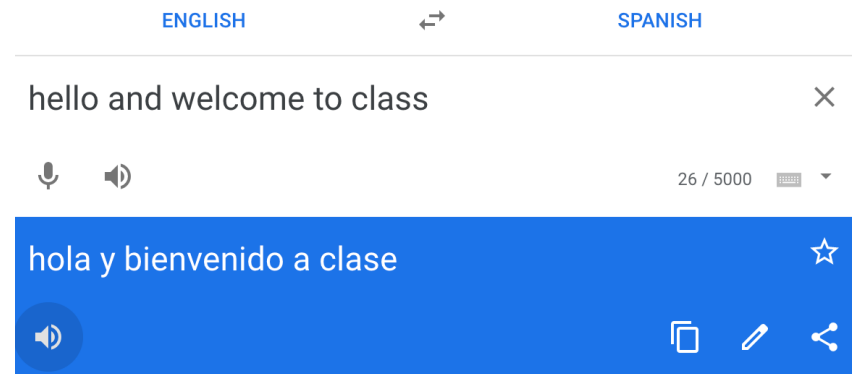 ENGLISH SPANISH
hello and welcome to class
26 / 5000
hola y bienvenido a clase